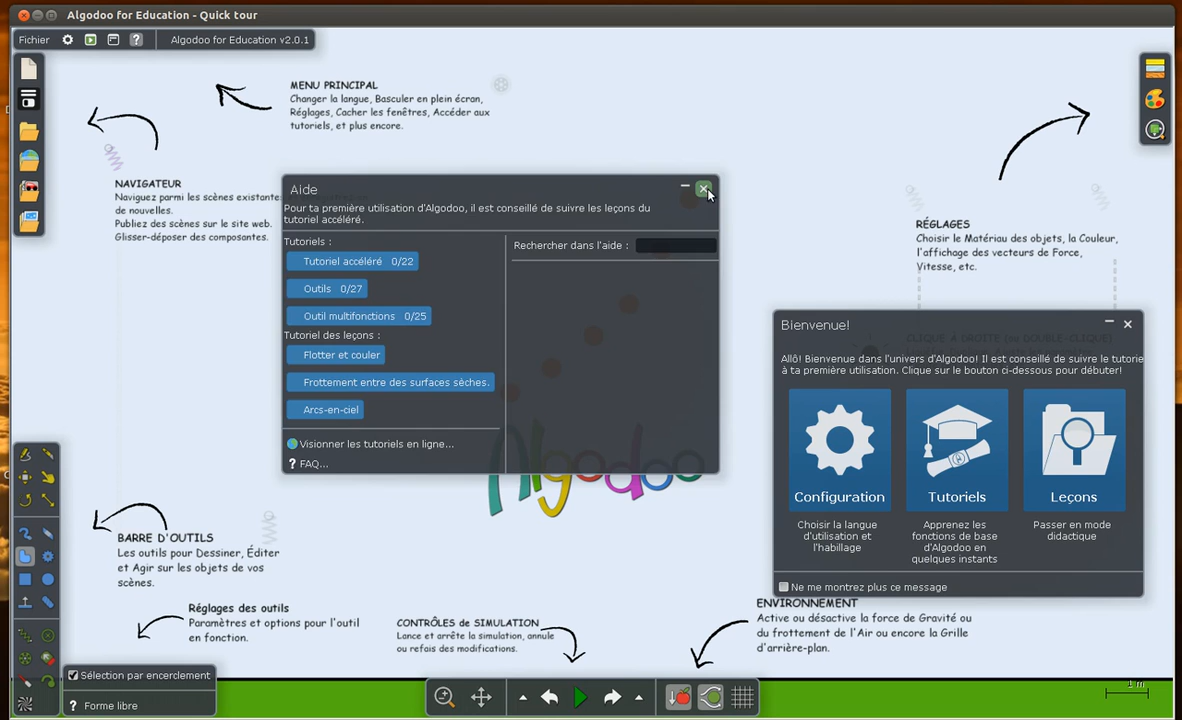 Algodoo for Education - Quick tour
Fichier
Algodoo for Education v2.0.1
MENU PRINCIPAL
Changer la langue, Basculer en plein écran,
Réglages, Cacher les fenêtres, Accéder aux
tutoriels, et plus encore.
NAVIGATEUR
Naviguez parmi les scènes existante
de nouvelles.
Publiez des scènes sur le site web.
Glisser-déposer des composantes.
RÉGLAGES
Choisir le Matériau des objets, la Couleur,
l'affichage des vecteurs de Force,
Vitesse, etc.
Aide
Pour ta première utilisation d'Algodoo, il est conseillé de suivre les leçons du
tutoriel accéléré.
Tutoriels :
Tutoriel accéléré 0/22
Outils 0/27
Outil multifonctions 0/25
Tutoriel des leçons :
Flotter et couler
Frottement entre des surfaces sèches.
Arcs-en-ciel
Visionner les tutoriels en ligne...
? FAQ...
Rechercher dans l'aide :
CLIQUE À DROITE (ou DOUBLE-CLIQUE)
Bienvenue!
Allô! Bienvenue dans l'univers d'Algodoo! Il est conseillé de suivre le tutorie
à ta première utilisation. Clique sur le bouton ci-dessous pour débuter!
Configuration
Choisir la langue
d'utilisation et
l'habillage
Tutoriels
Apprenez les
fonctions de base
d'Algodoo en
quelques instants
Leçons
Passer en mode
didactique
Ne me montrez plus ce message
Algodoo
BARRE D'OUTILS
Les outils pour Dessiner, Éditer
et Agir sur les objets de vos
scènes.
Réglages des outils
Paramètres et options pour l'outil
en fonction.
CONTRÔLES de SIMULATION
Lance et arrête la simulation, annule
ou refais des modifications.
ENVIRONNEMENT
Active ou désactive la force de Gravité ou
du frottement de l'Air ou encore la Grille
d'arrière-plan.
Sélection par encerclement
? Forme libre
1 m